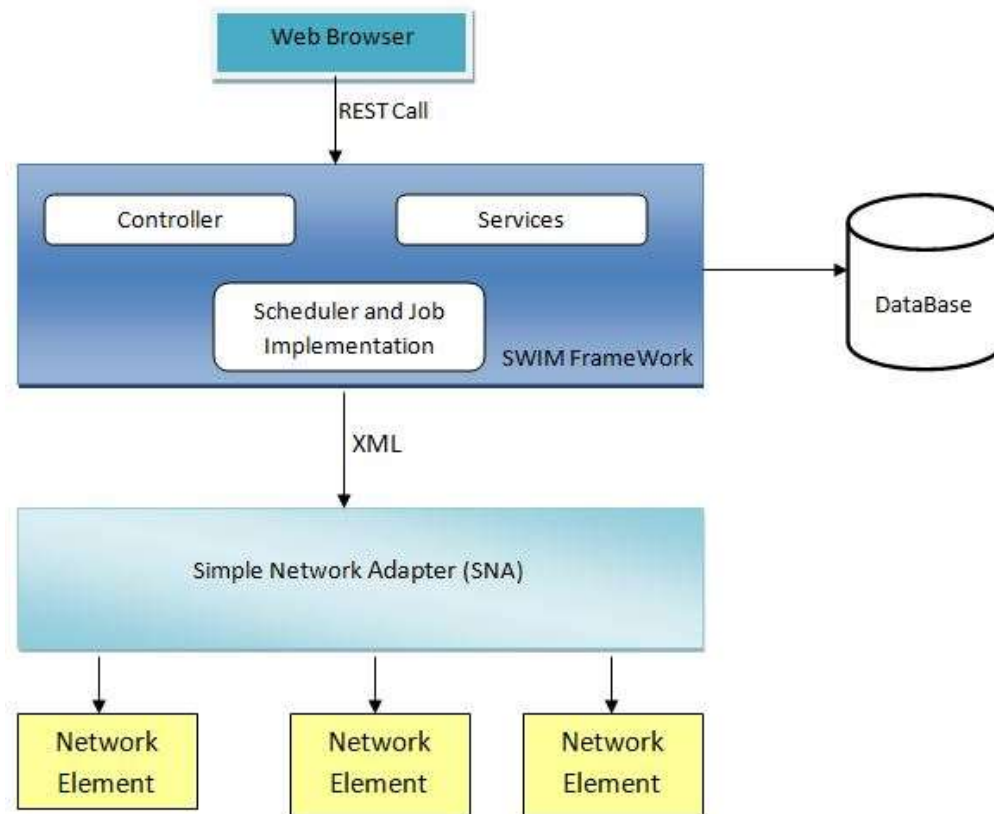 Web Browser
REST Call
Controller
Services
Scheduler and Job
Implementation
SWIM FrameWork
DataBase
XML
Simple Network Adapter (SNA)
Network
Element
Network
Element
Network
Element